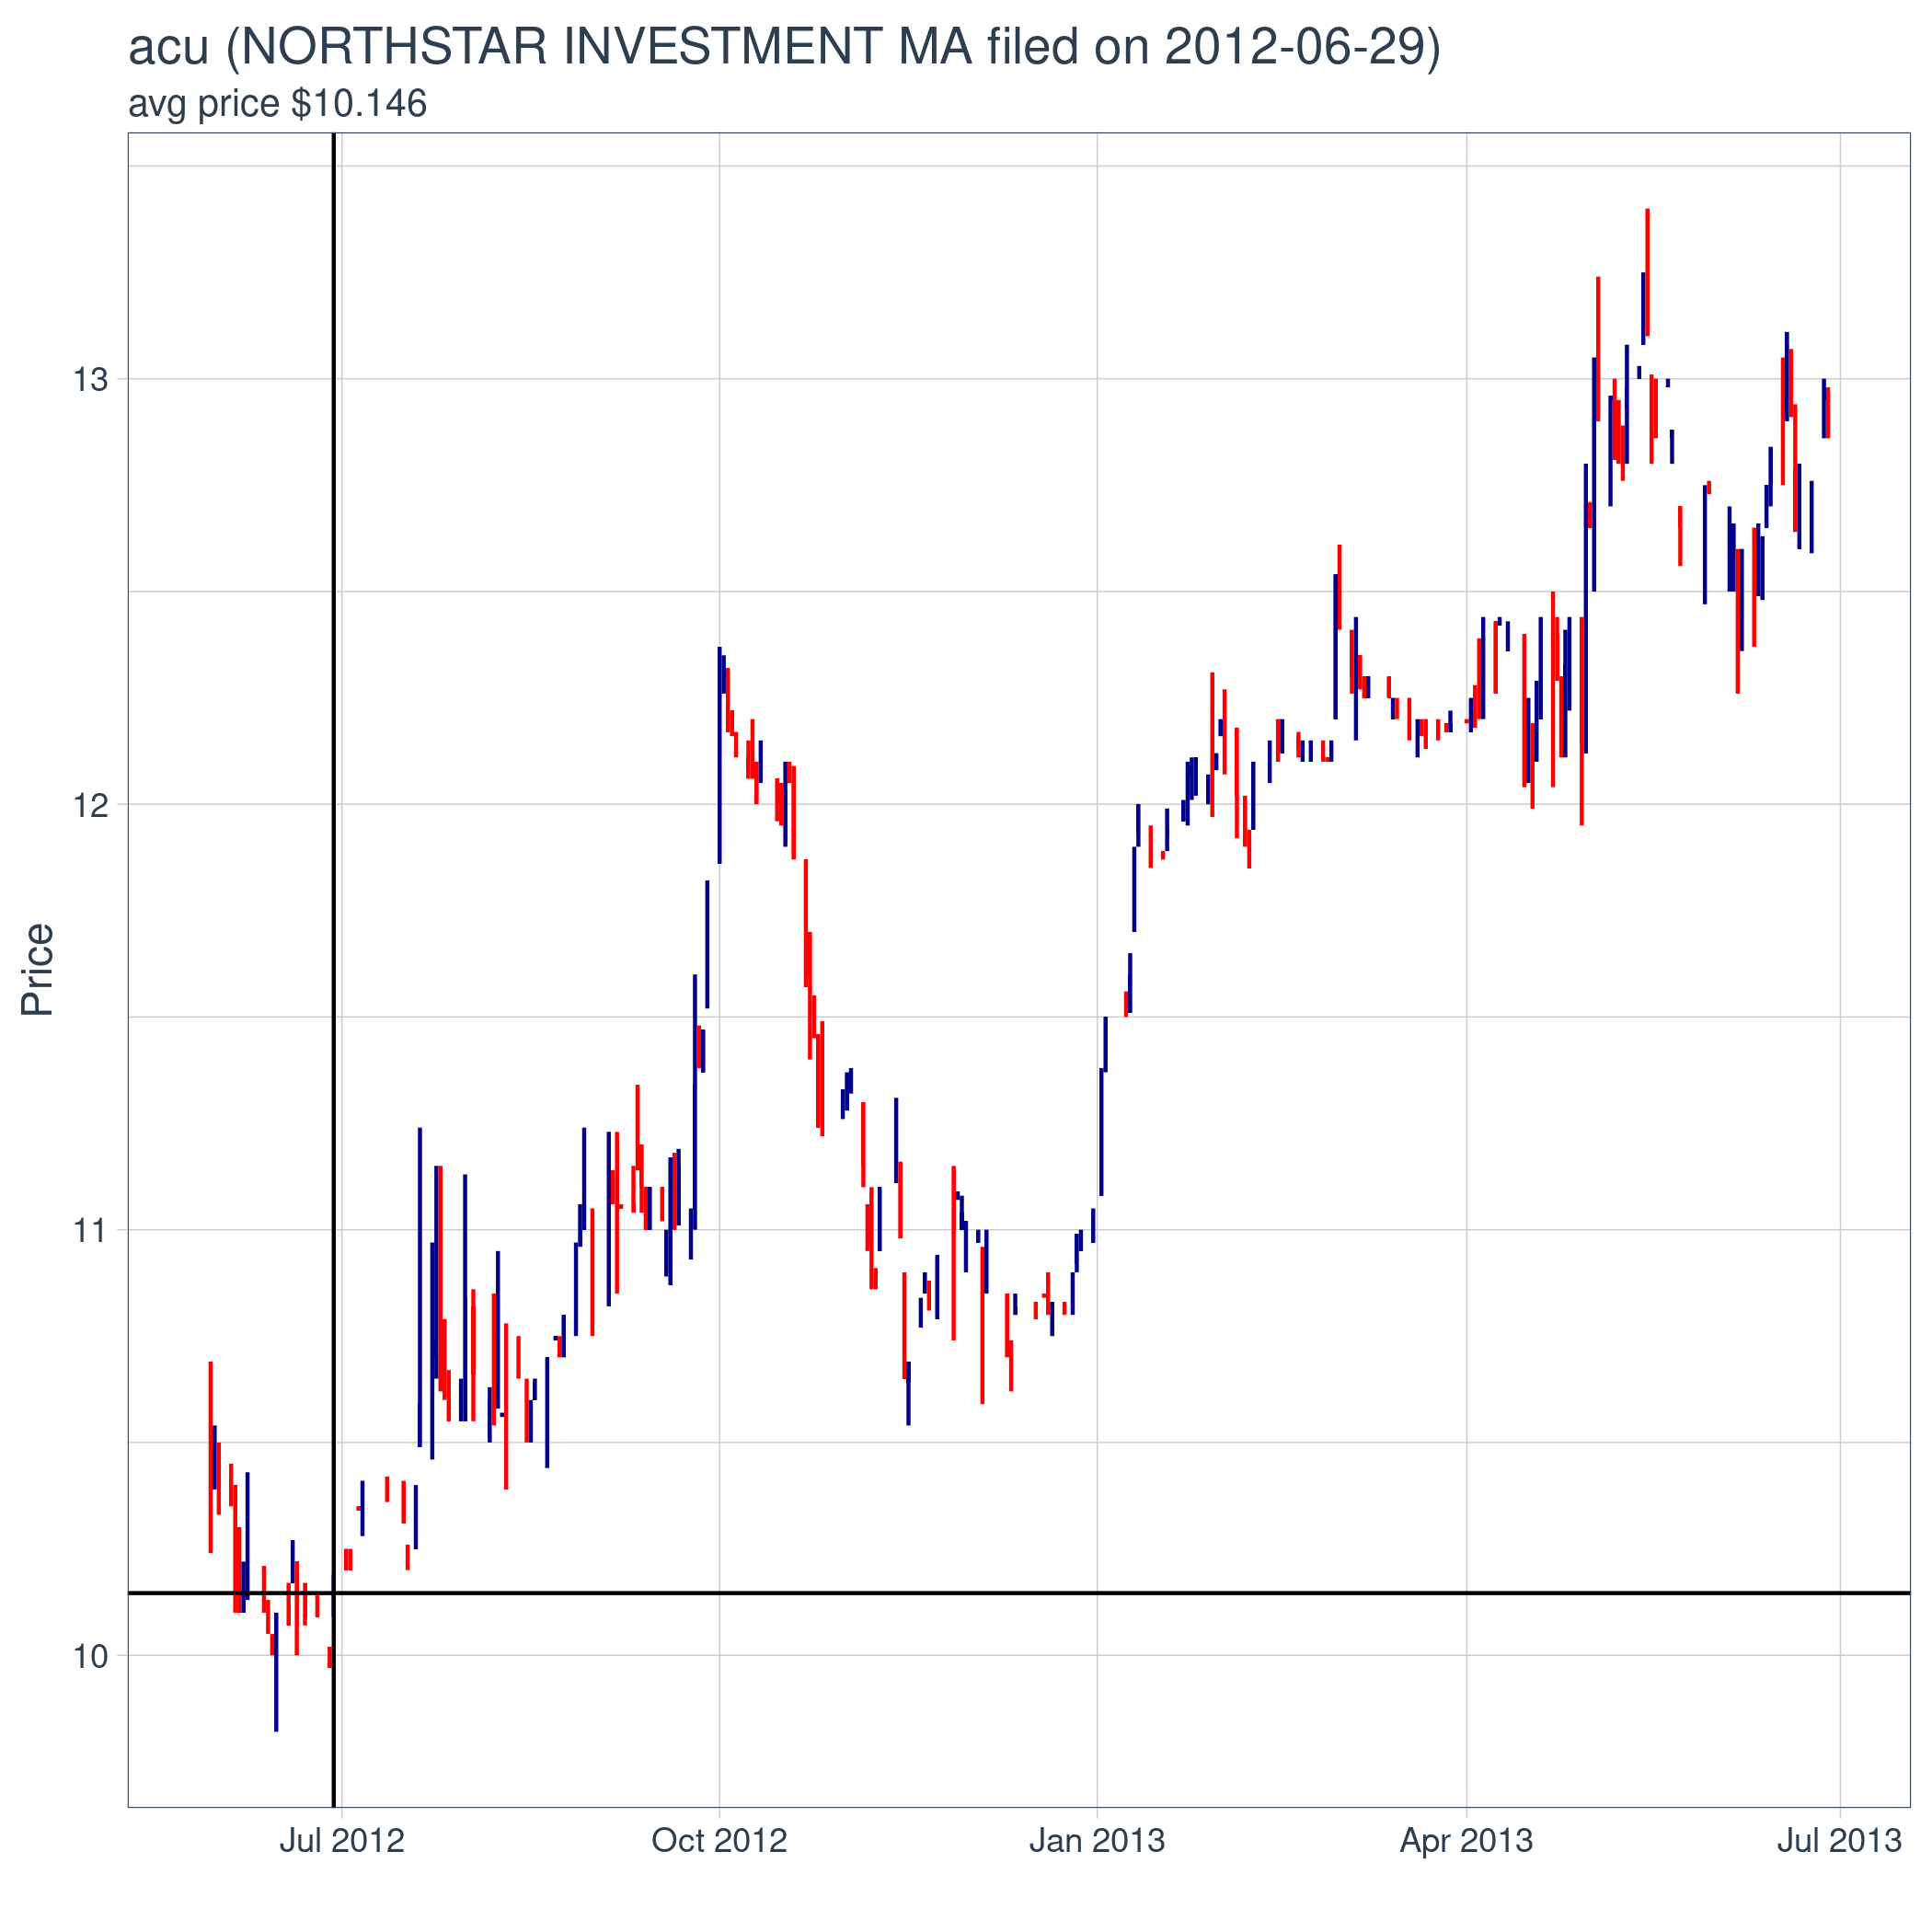 acu (NORTHSTAR INVESTMENT MA filed on 2012-06-29)
avg price $10.146
Price
13
12
11
10
Jul 2012
Oct 2012
Jan 2013
Apr 2013
Jul 2013